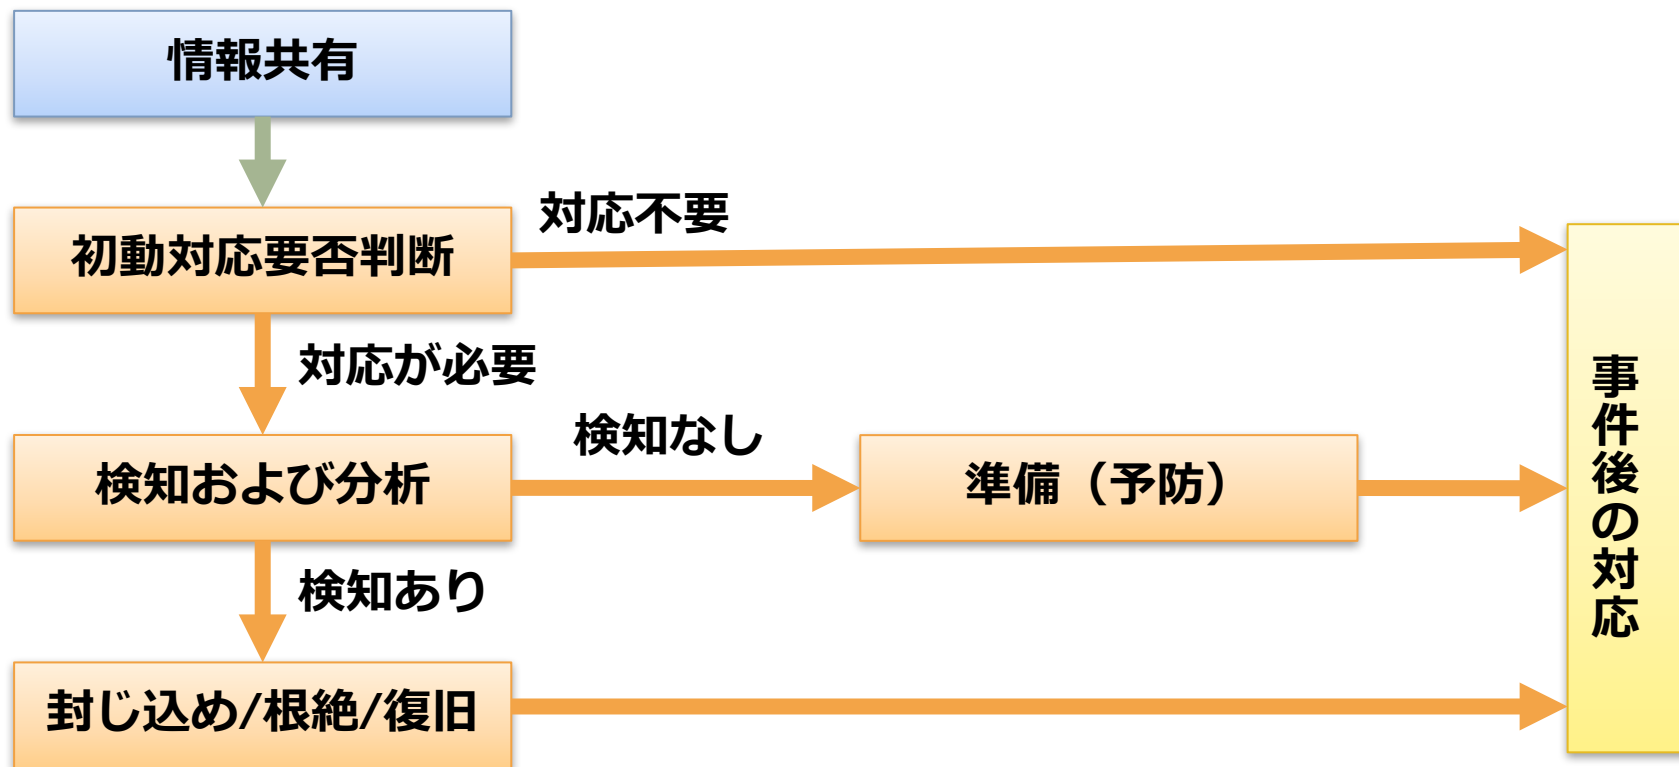 情報共有
初動対応要否判断
対応不要
対応が必要
検知および分析
検知なし
準備（予防）
検知あり
封じ込め/根絶/復旧
事件後の対応